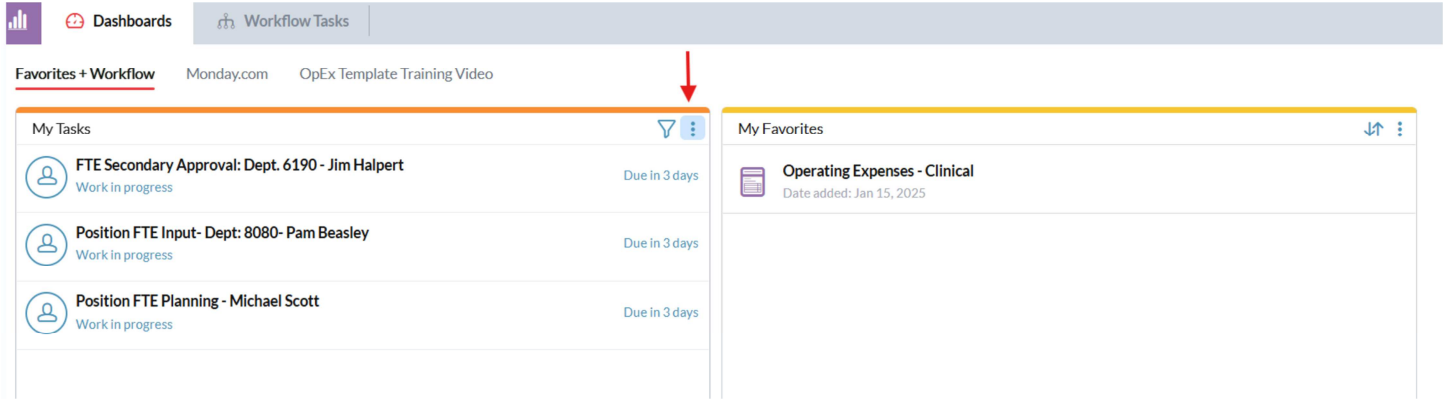 Dashboards
Workflow Tasks
Favorites + Workflow
Monday.com
OpEx Template Training Video
My Tasks
FTE Secondary Approval: Dept. 6190 - Jim Halpert
Work in progress
Due in 3 days
Position FTE Input- Dept: 8080- Pam Beasley
Work in progress
Due in 3 days
Position FTE Planning - Michael Scott
Work in progress
Due in 3 days
My Favorites
Operating Expenses - Clinical
Date added: Jan 15, 2025